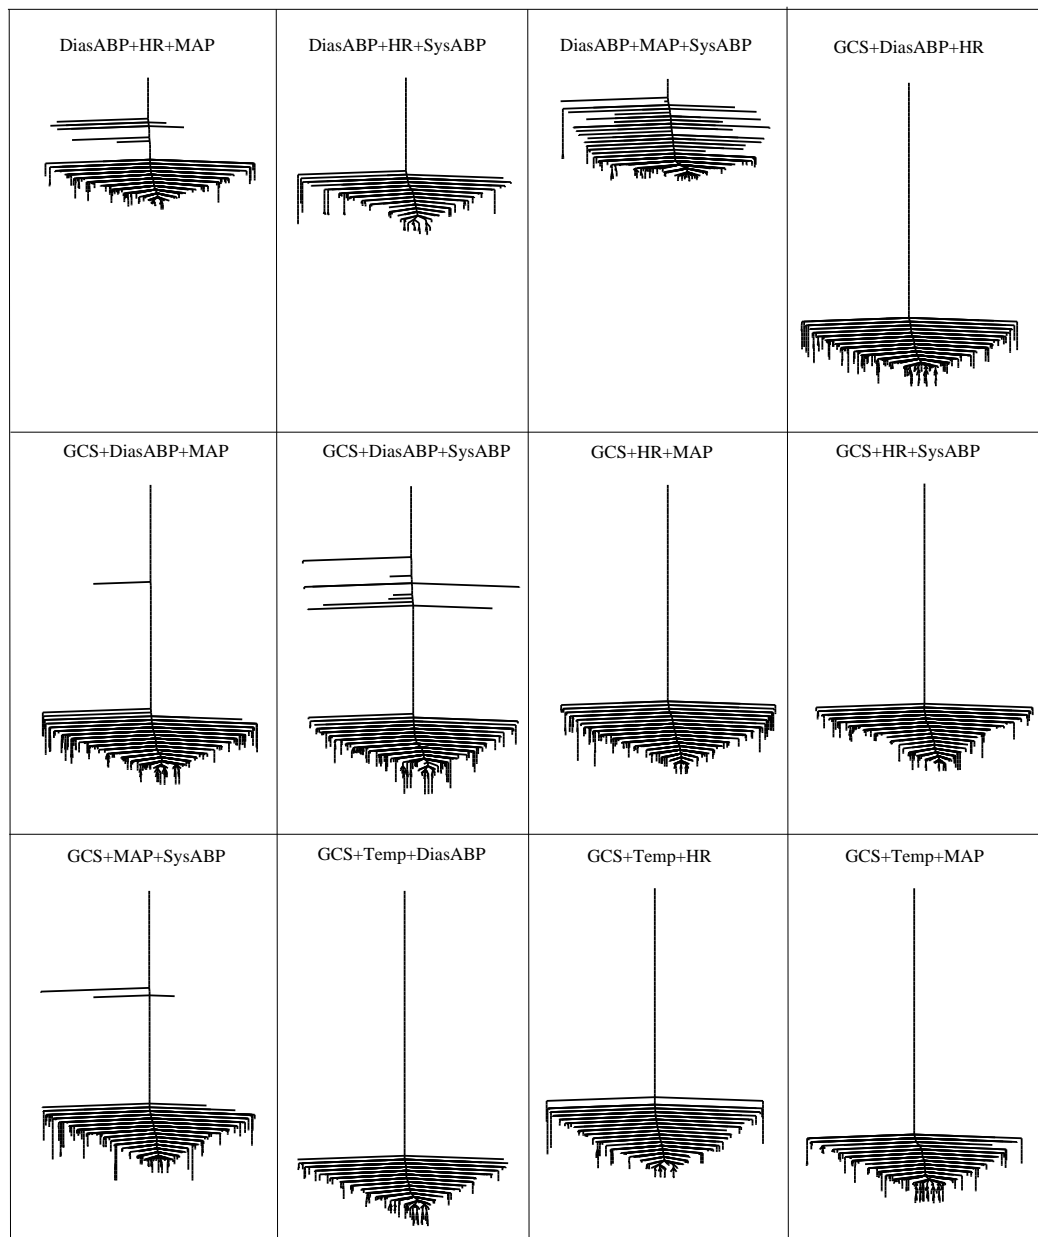 DiasABP+HR+MAP
DiasABP+HR+SysABP
DiasABP+MAP+SysABP
GCS+DiasABP+HR
GCS+DiasABP+MAP
GCS+DiasABP+SysABP
GCS+HR+MAP
GCS+HR+SysABP
GCS+MAP+SysABP
GCS+Temp+DiasABP
GCS+Temp+HR
GCS+Temp+MAP